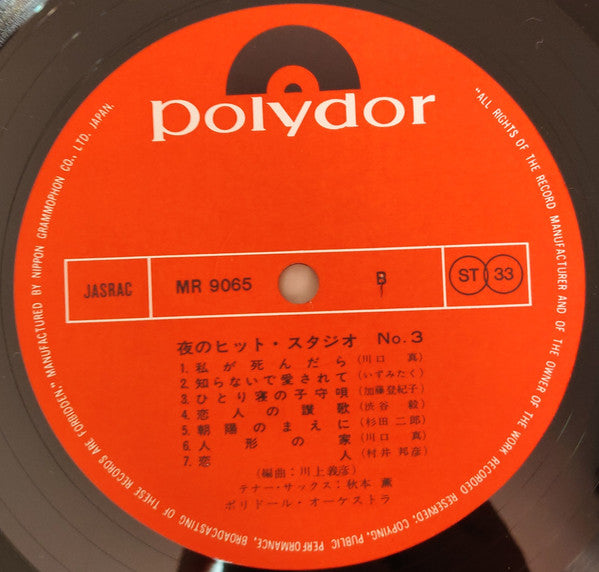 polydor
JASRAC MR 9065 B ST 33
夜のヒット・スタジオ No.3
1. 私が死んだら (川口 真)
2. 知らないで愛されて (いずみたく)
3. ひとり寝の子守唄 (加藤登紀子)
4. 恋人の讃歌 (渋谷 毅)
5. 朝陽のまえに (杉田二郎)
6. 人形の家 (川口 真)
7. 恋人 (村井邦彦)
(編曲:川上義彦)
テナー・サックス:秋本 薫
ポリドール・オーケストラ
"ALL RIGHTS OF THE RECORD MANUFACTURER AND OF THE OWNER OF THE WORK RECORDED RESERVED. COPYING, PUBLIC PERFORMANCE, BROADCASTING OF THESE RECORDS ARE FORBIDDEN." MANUFACTURED BY NIPPON GRAMMOPHON CO., LTD. JAPAN.